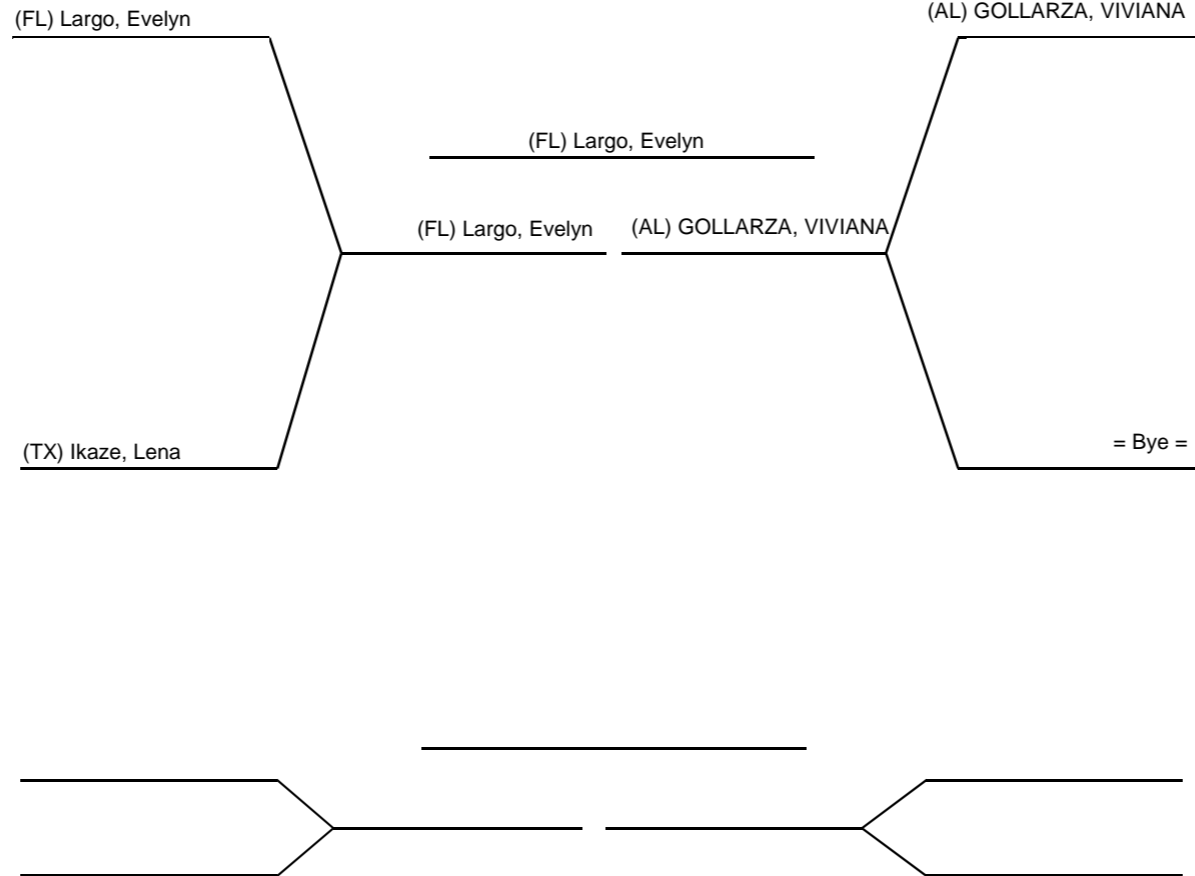 (FL) Largo, Evelyn
(AL) GOLLARZA, VIVIANA
(FL) Largo, Evelyn
(FL) Largo, Evelyn
(AL) GOLLARZA, VIVIANA
(TX) Ikaze, Lena
= Bye =